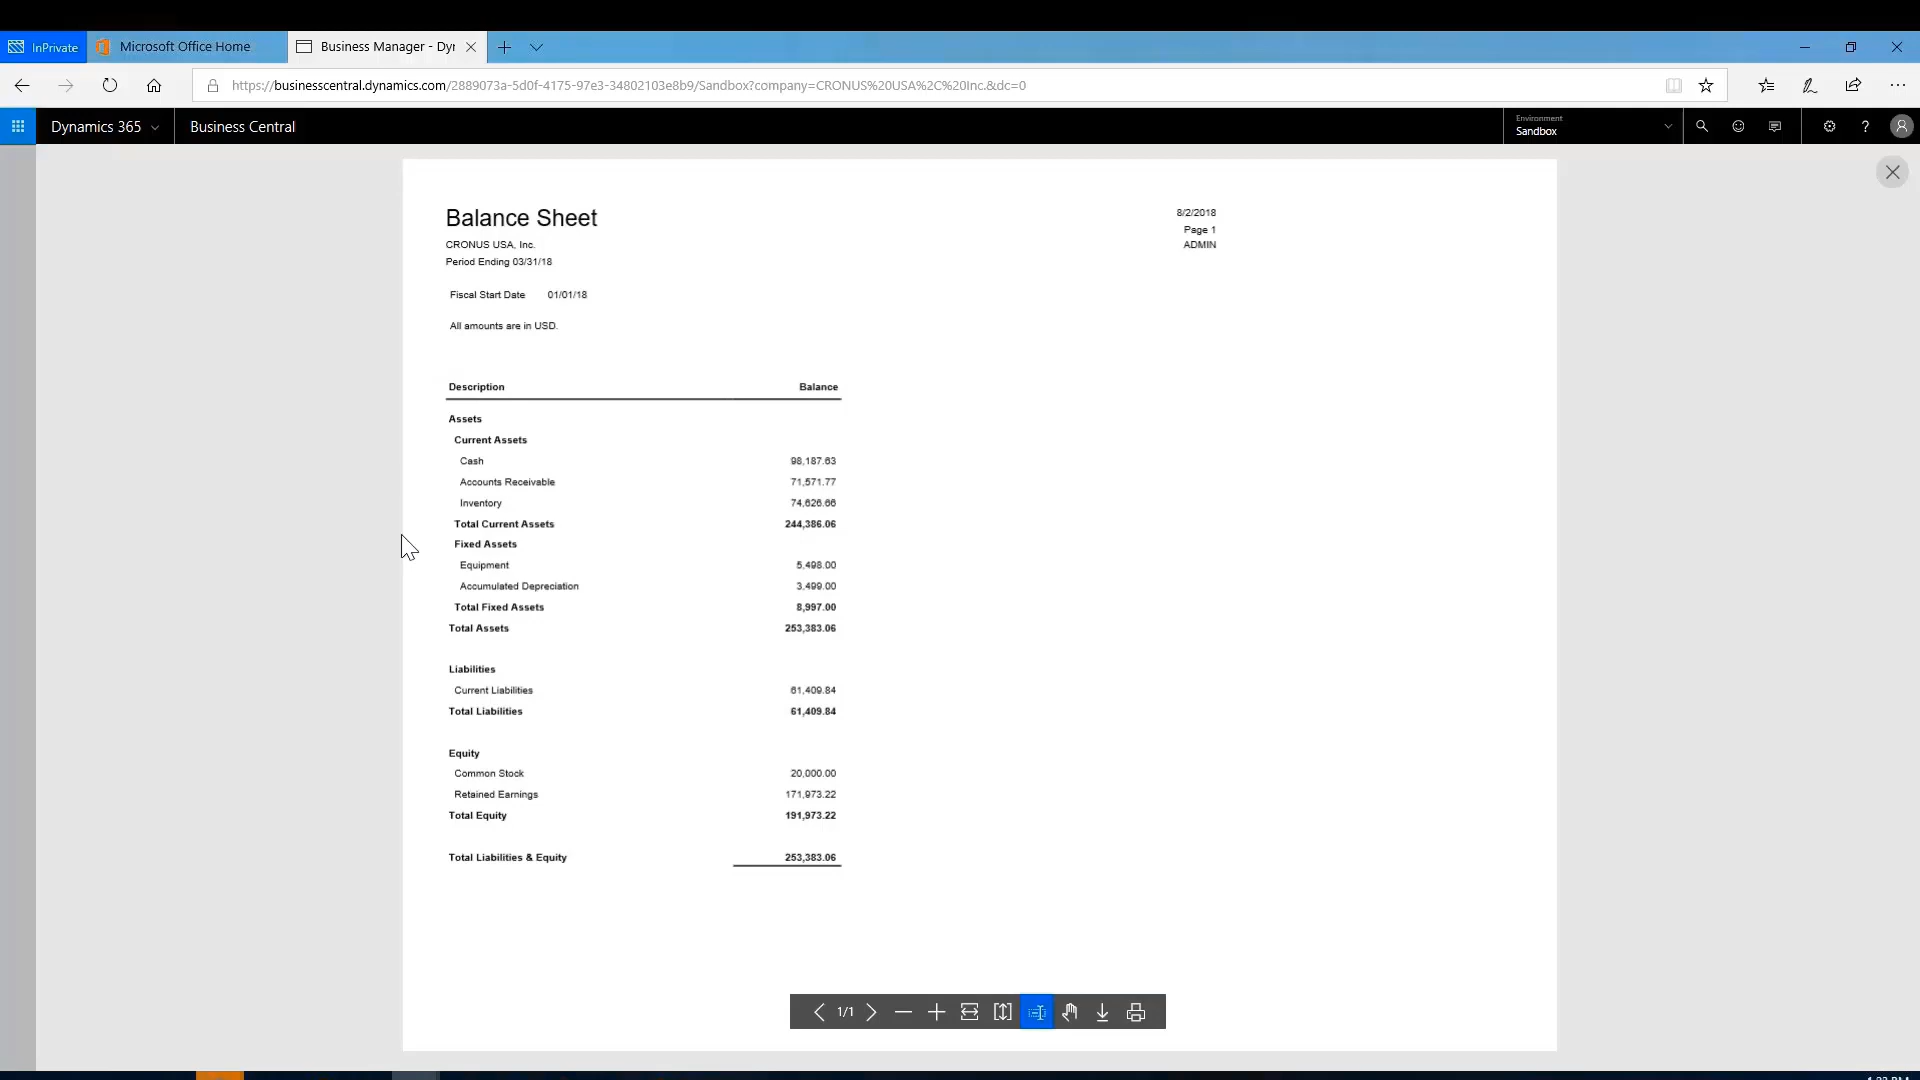 InPrivate
Microsoft Office Home
Business Manager - Dyr
https://businesscentral.dynamics.com/2889073a-5d0f-4175-97e3-34802103e8b9/Sandbox?company=CRONUS%20USA%2C%20Inc.&dc=0
Dynamics 365
Business Central
Environment
Sandbox
?
Balance Sheet
8/2/2018
Page 1
CRONUS USA, Inc.
ADMIN
Period Ending 03/31/18
Fiscal Start Date 01/01/18
All amounts are in USD.
Description Balance
Assets
Current Assets
Cash 98,187.63
Accounts Receivable 71,571.77
Inventory 74,626.66
Total Current Assets 244,386.06
Fixed Assets
Equipment 5,498.00
Accumulated Depreciation 3,499.00
Total Fixed Assets 8,997.00
Total Assets 253,383.06
Liabilities
Current Liabilities 61,409.84
Total Liabilities 61,409.84
Equity
Common Stock 20,000.00
Retained Earnings 171,973.22
Total Equity 191,973.22
Total Liabilities & Equity 253,383.06
1/1